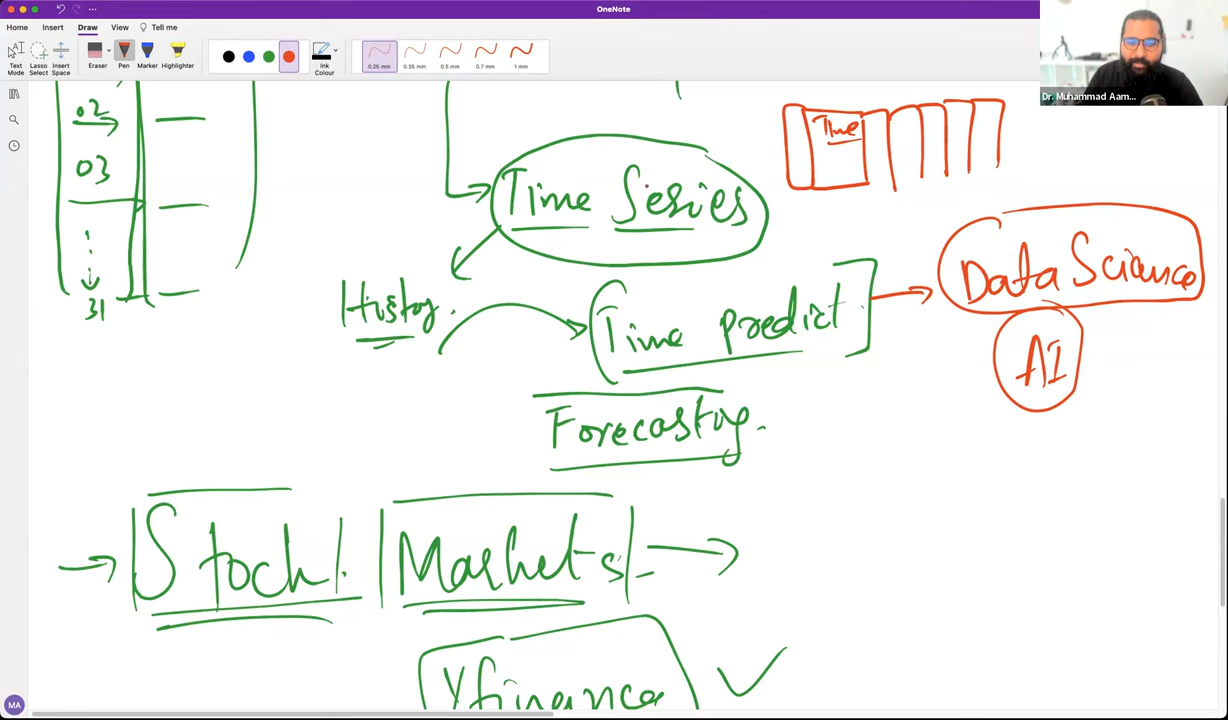 OneNote
Home Insert Draw View Tell me
Text Mode
Lasso Select
Insert Space
Eraser
Pen
Marker
Highlighter
Ink Colour
0.25 mm
0.35 mm
0.5 mm
0.7 mm
1 mm
Dr. Muhammad Aam...
02
03
31
Time
Time Series
Data Science
History.
Time predict
AI
Forecasting.
Stock Markets
Yfinance
MA